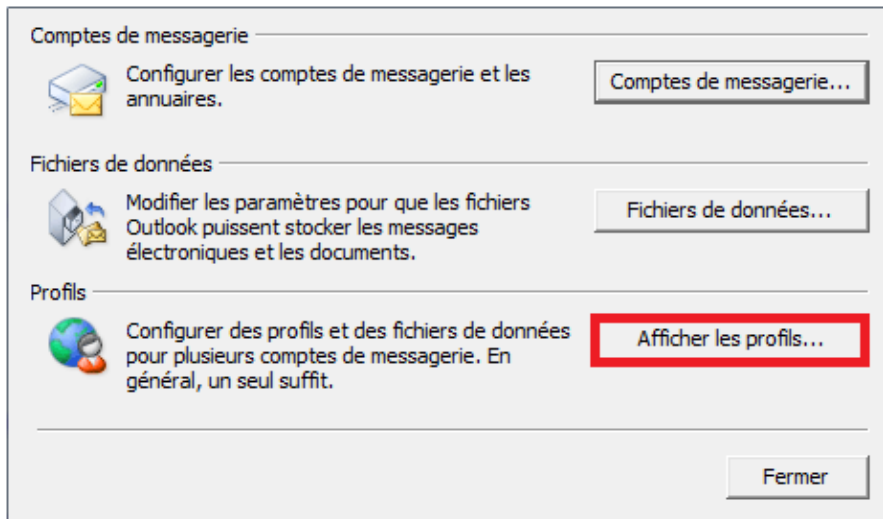 Comptes de messagerie
Configurer les comptes de messagerie et les
annuaires.
Comptes de messagerie...
Fichiers de données
Modifier les paramètres pour que les fichiers
Outlook puissent stocker les messages
électroniques et les documents.
Fichiers de données...
Profils
Configurer des profils et des fichiers de données
pour plusieurs comptes de messagerie. En
général, un seul suffit.
Afficher les profils...
Fermer